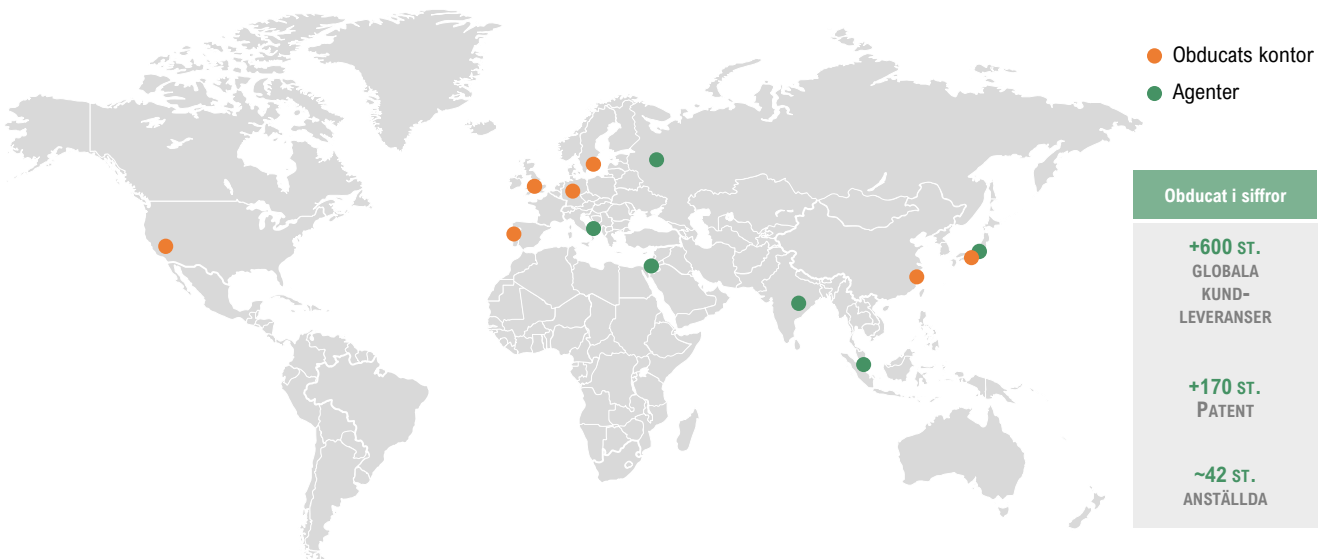 Obducats kontor
Agenter
Obducat i siffror
+600 ST.
GLOBALA
KUND-
LEVERANSER
+170 ST.
PATENT
~42 ST.
ANSTÄLLDA